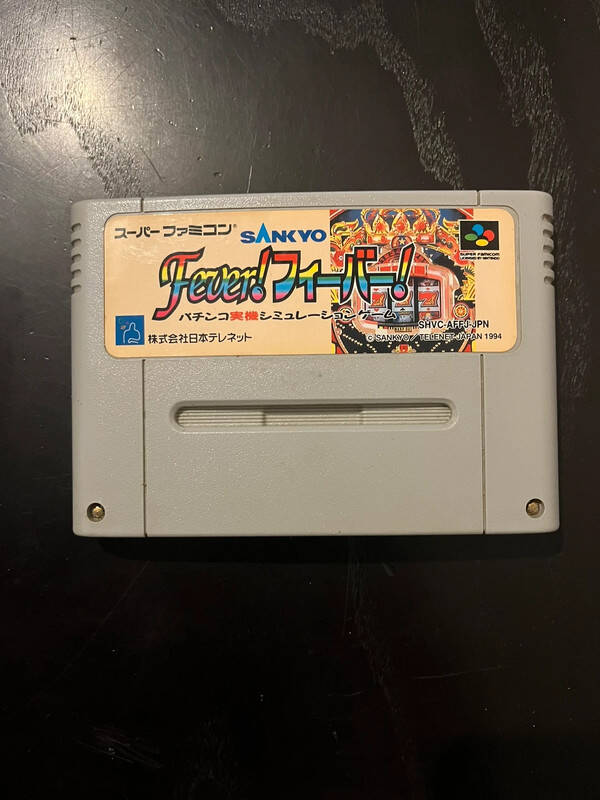 スーパーファミコン
SANKYO
Fever!フィーバー!
パチンコ実機シミュレーションゲーム
株式会社日本テレネット
SUPER FAMICOM
SHVC-AFFJ-JPN
© SANKYO/TELENET-JAPAN 1994